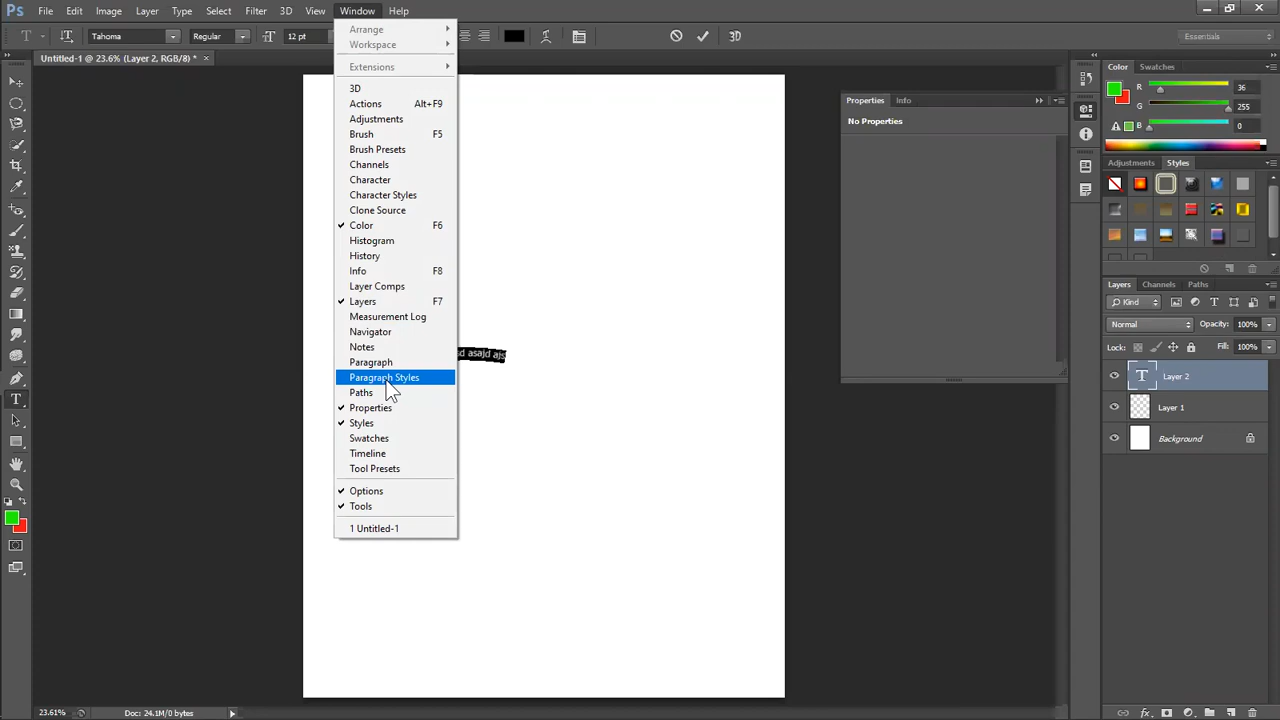 Ps File Edit Image Layer Type Select Filter 3D View Window Help
T Tahoma Regular 12 pt 3D Essentials
Untitled-1 @ 23.6% (Layer 2, RGB/8) * ×
Arrange
Workspace
Extensions
3D
Actions Alt+F9
Adjustments
Brush F5
Brush Presets
Channels
Character
Character Styles
Clone Source
Color F6
Histogram
History
Info F8
Layer Comps
Layers F7
Measurement Log
Navigator
Notes
Paragraph
Paragraph Styles
Paths
Properties
Styles
Swatches
Timeline
Tool Presets
Options
Tools
1 Untitled-1
sd asajd ajs
Properties Info
No Properties
Color Swatches
R 36
G 255
B 0
Adjustments Styles
Layers Channels Paths
Kind
Normal Opacity: 100%
Lock: Fill: 100%
T Layer 2
Layer 1
Background
23.61% Doc: 24.1M/0 bytes